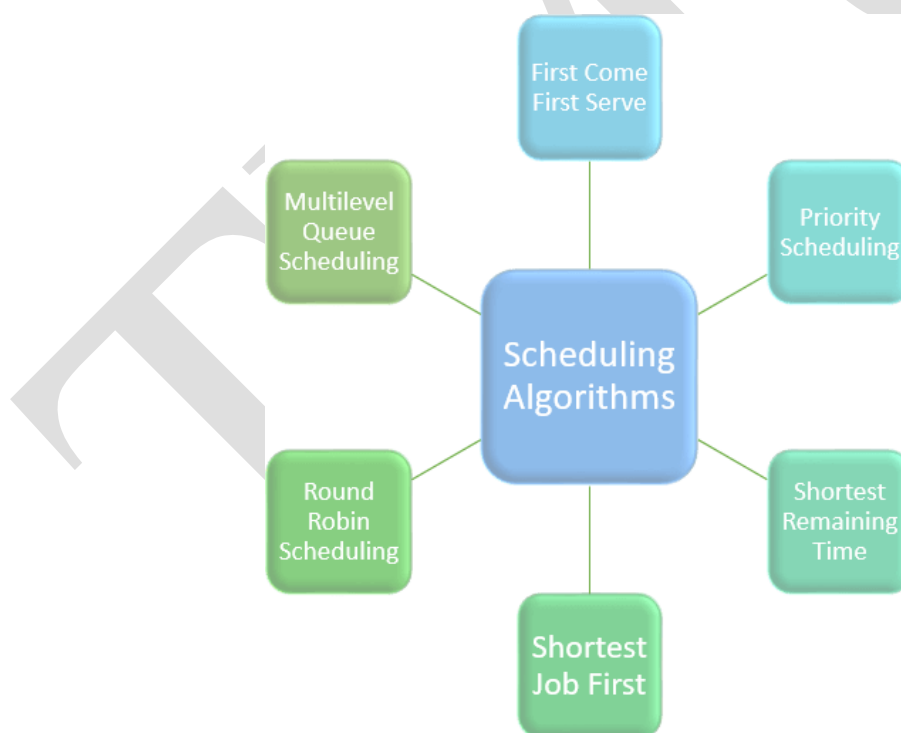 First Come
First Serve
Priority
Scheduling
Shortest
Remaining
Time
Shortest
Job First
Round
Robin
Scheduling
Multilevel
Queue
Scheduling
Scheduling
Algorithms